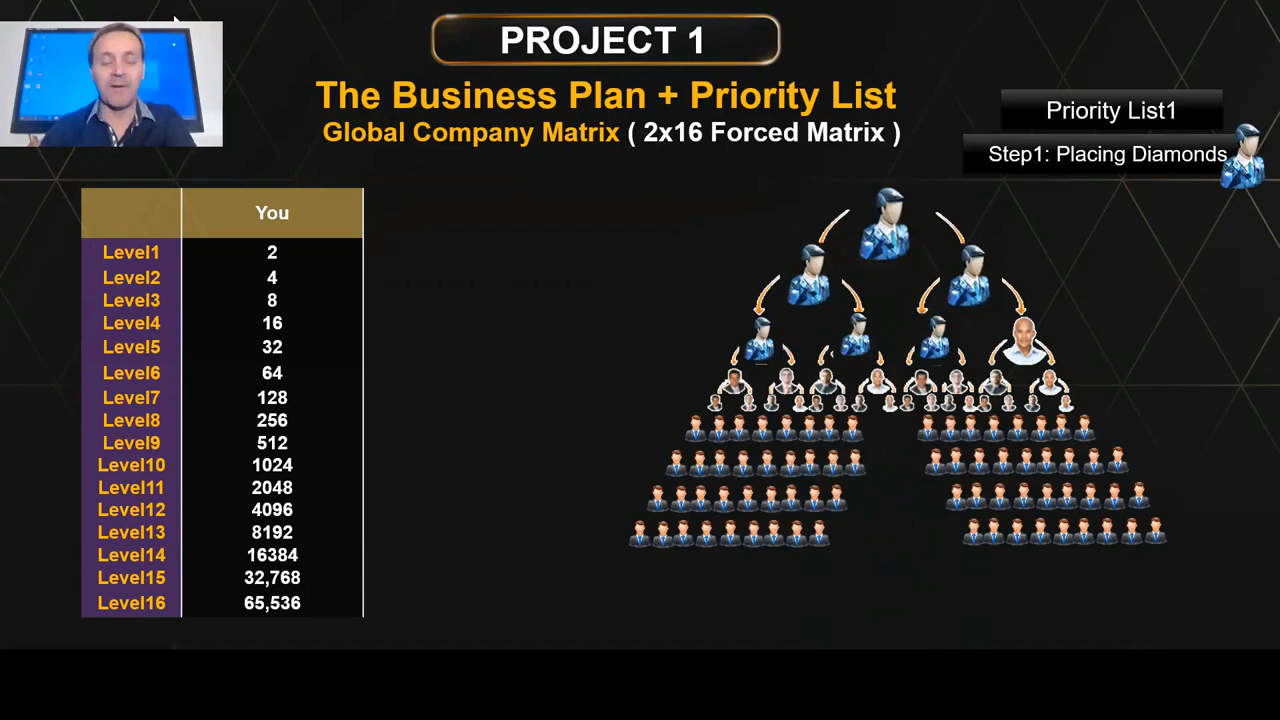 PROJECT 1
The Business Plan + Priority List
Global Company Matrix ( 2x16 Forced Matrix )
Priority List1
Step1: Placing Diamonds
You
Level1 2
Level2 4
Level3 8
Level4 16
Level5 32
Level6 64
Level7 128
Level8 256
Level9 512
Level10 1024
Level11 2048
Level12 4096
Level13 8192
Level14 16384
Level15 32,768
Level16 65,536